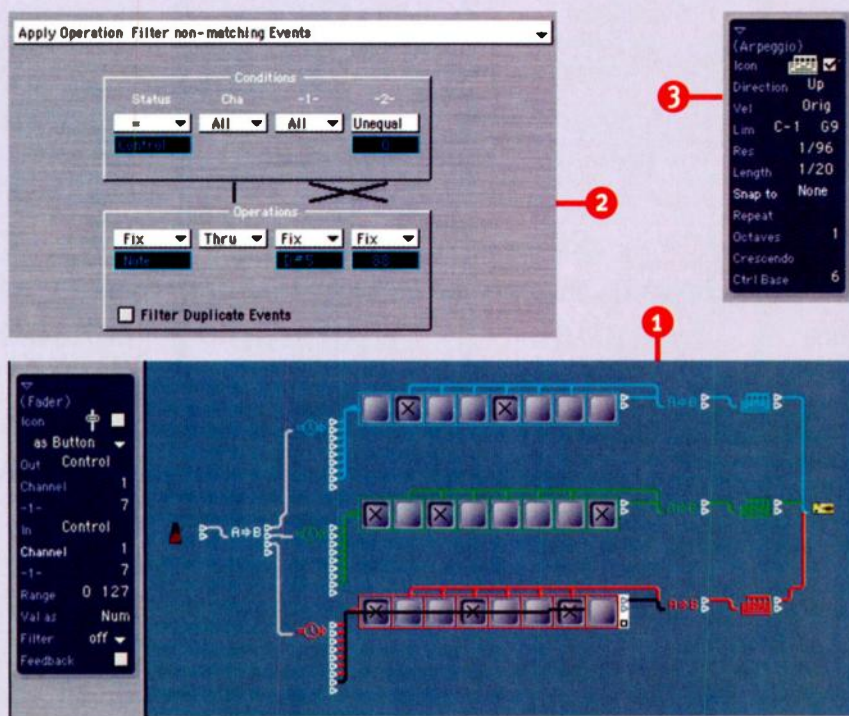 Apply Operation Filter non-matching Events
Conditions
Status Cha -1- -2-
= All All Unequal
Control 0
Operations
Fix Thru Fix Fix
Note D#5 88
Filter Duplicate Events
2
3
(Arpeggio)
Icon
Direction Up
Vel Orig
Lim C-1 G9
Res 1/96
Length 1/20
Snap to None
Repeat
Octaves 1
Crescendo
Ctrl Base 6
1
(Fader)
Icon
as Button
Out Control
Channel 1
-1- 7
In Control
Channel 1
-1- 7
Range 0 127
Val as Num
Filter off
Feedback
A⇒B
A⇒B
A⇒B
A⇒B